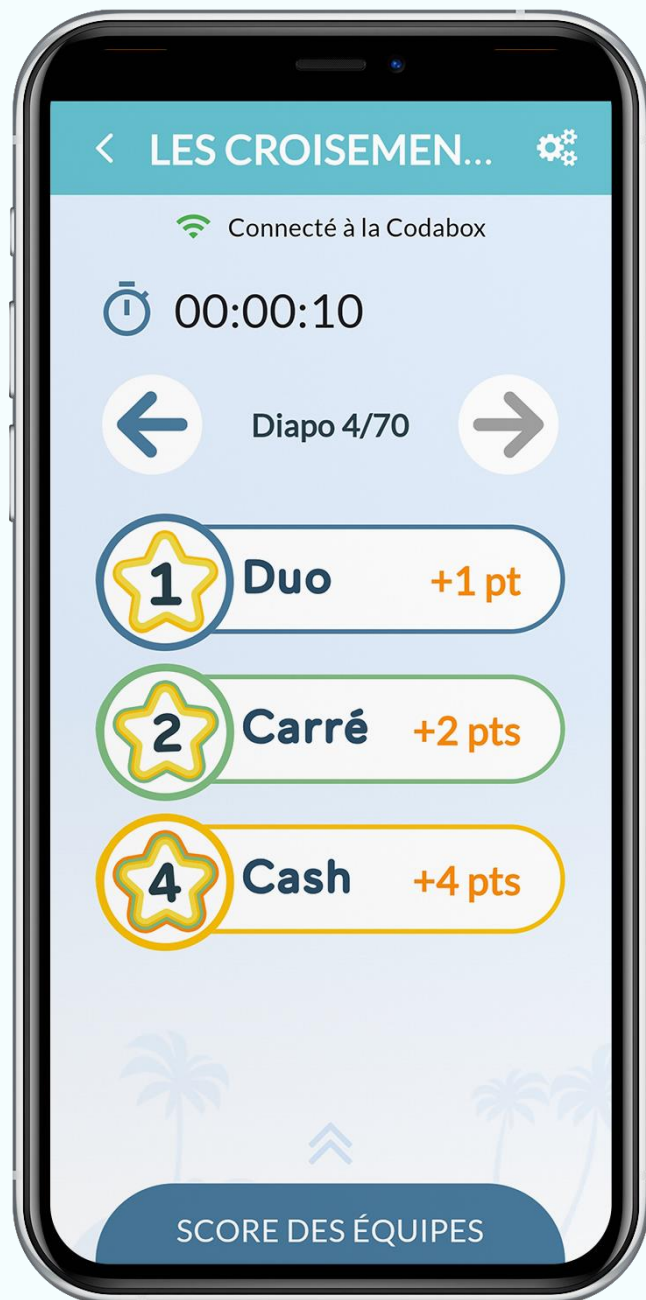 LES CROISEMEN...
Connecté à la Codabox
00:00:10
Diapo 4/70
1 Duo +1 pt
2 Carré +2 pts
4 Cash +4 pts
SCORE DES ÉQUIPES